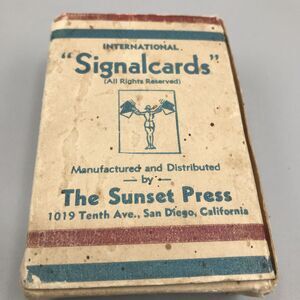 INTERNATIONAL
"Signalcards"
(All Rights Reserved)
Manufactured and Distributed
— by —
The Sunset Press
1019 Tenth Ave., San Diego, California